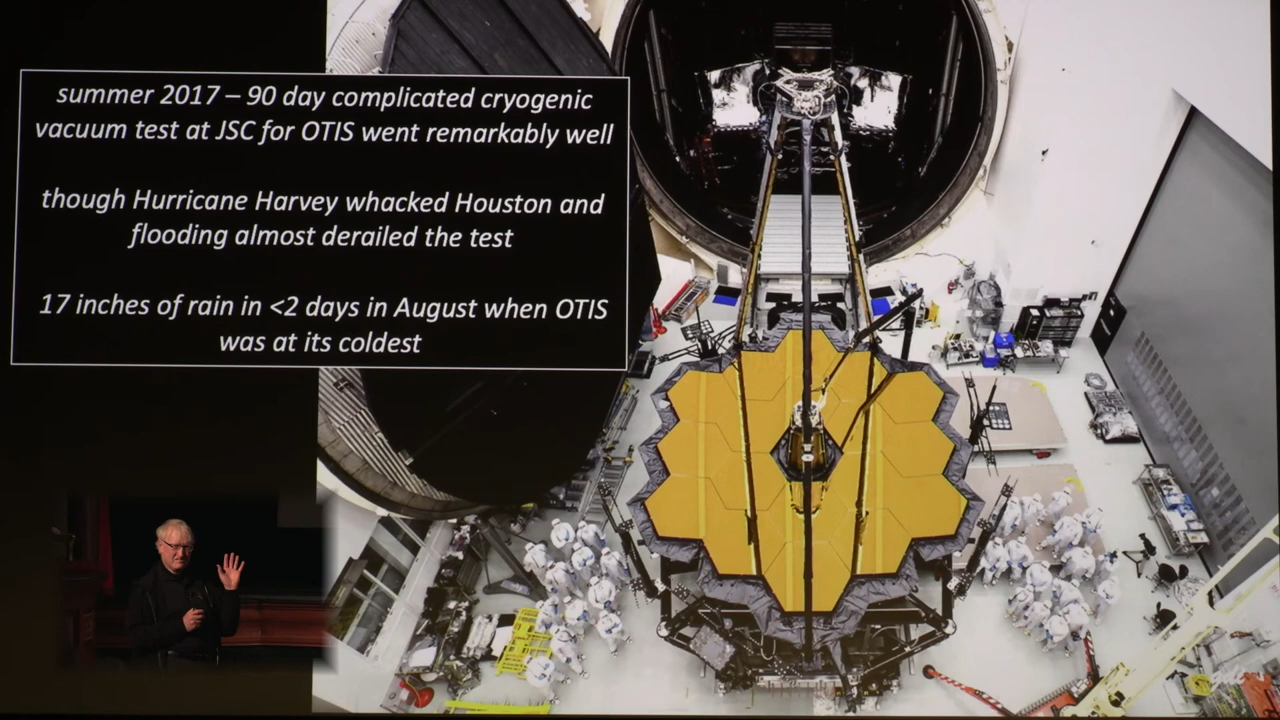 summer 2017 – 90 day complicated cryogenic
vacuum test at JSC for OTIS went remarkably well
though Hurricane Harvey whacked Houston and
flooding almost derailed the test
17 inches of rain in <2 days in August when OTIS
was at its coldest